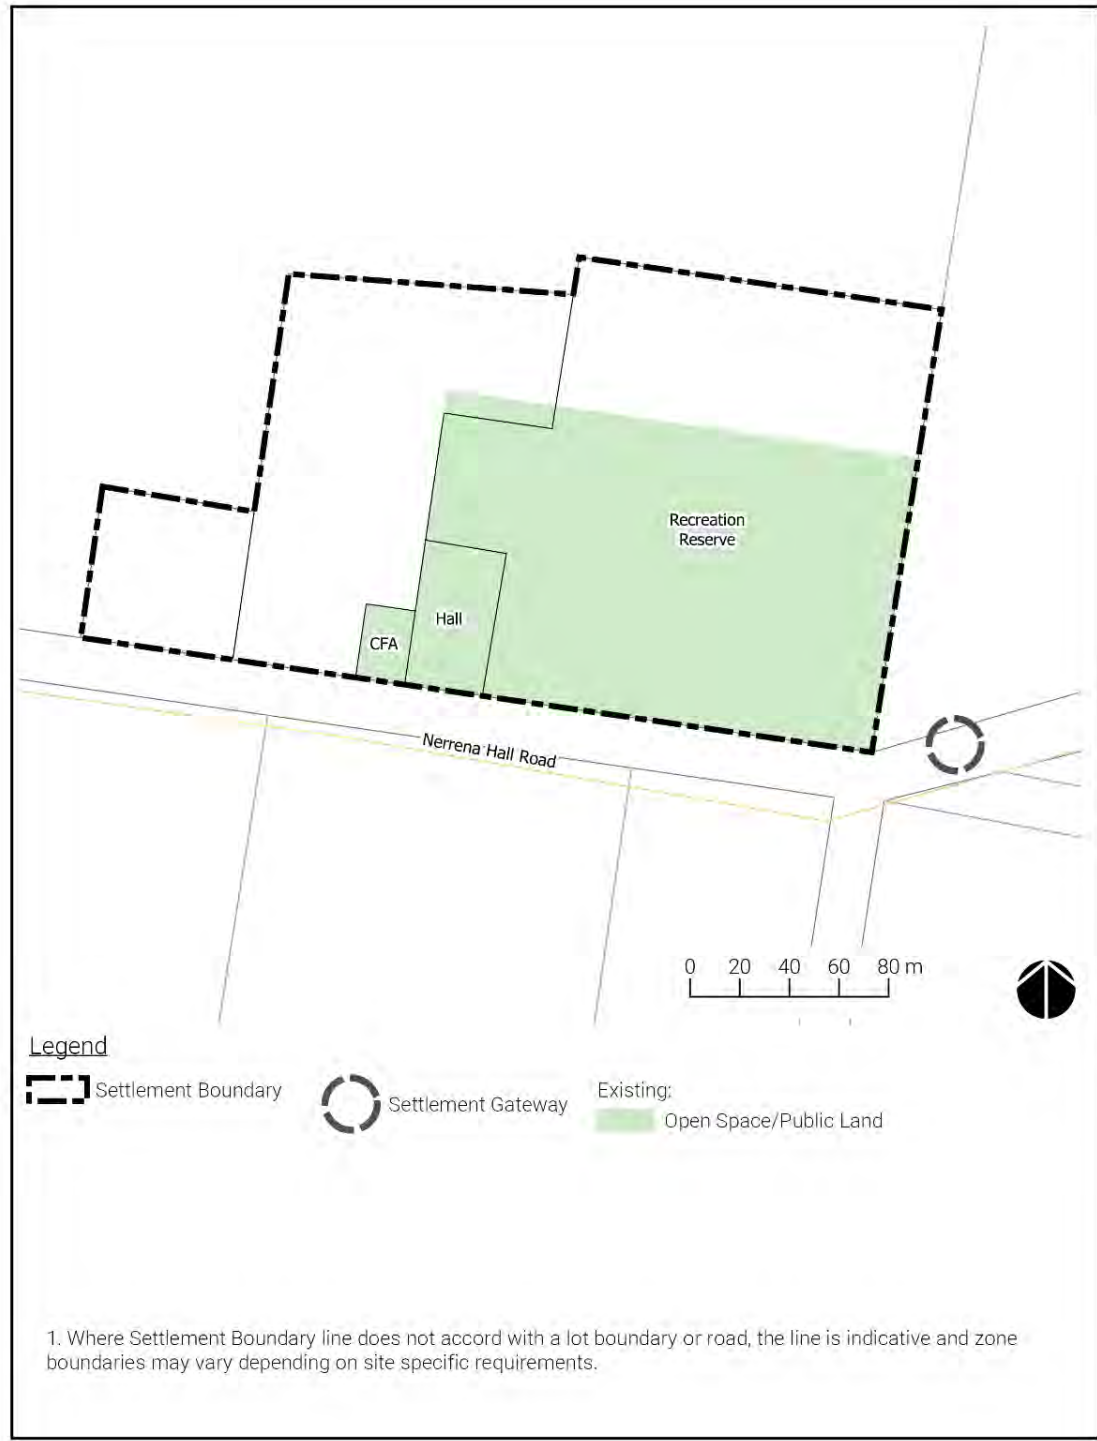 Recreation
Reserve
Hall
CFA
Nerrena Hall Road
0 20 40 60 80 m
Legend
Settlement Boundary
Settlement Gateway
Existing:
Open Space/Public Land
1. Where Settlement Boundary line does not accord with a lot boundary or road, the line is indicative and zone
boundaries may vary depending on site specific requirements.